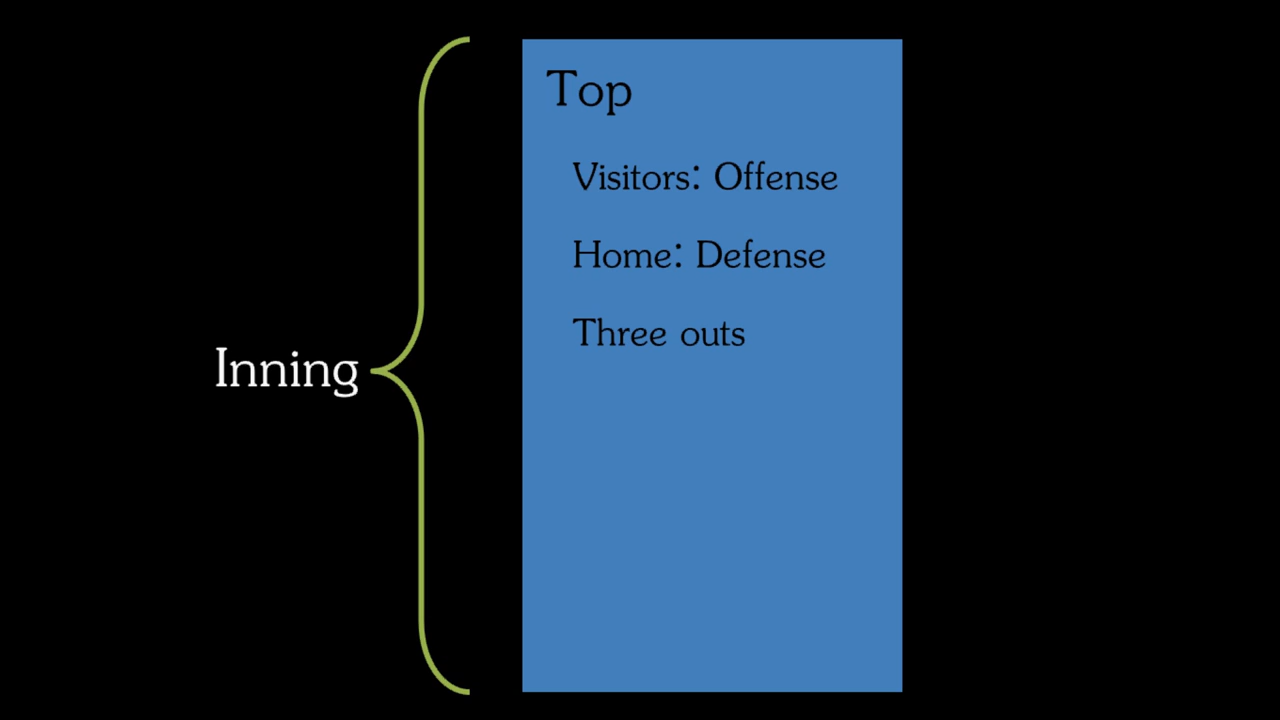 Top
Visitors: Offense
Home: Defense
Three outs
Inning